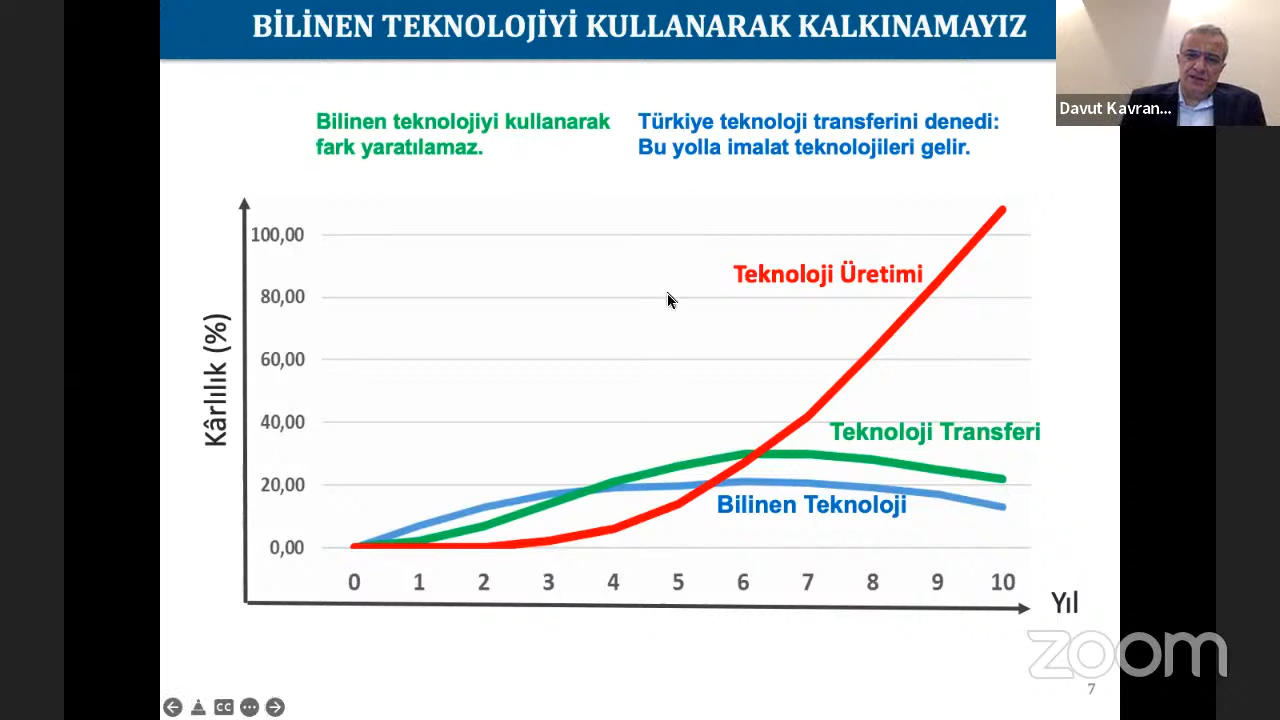 BİLİNEN TEKNOLOJİYİ KULLANARAK KALKINAMAYIZ
Davut Kavran...
Bilinen teknolojiyi kullanarak
fark yaratılamaz.
Türkiye teknoloji transferini denedi:
Bu yolla imalat teknolojileri gelir.
Kârlılık (%)
100,00
80,00
60,00
40,00
20,00
0,00
Teknoloji Üretimi
Teknoloji Transferi
Bilinen Teknoloji
0 1 2 3 4 5 6 7 8 9 10
Yıl
zoom
7
CC